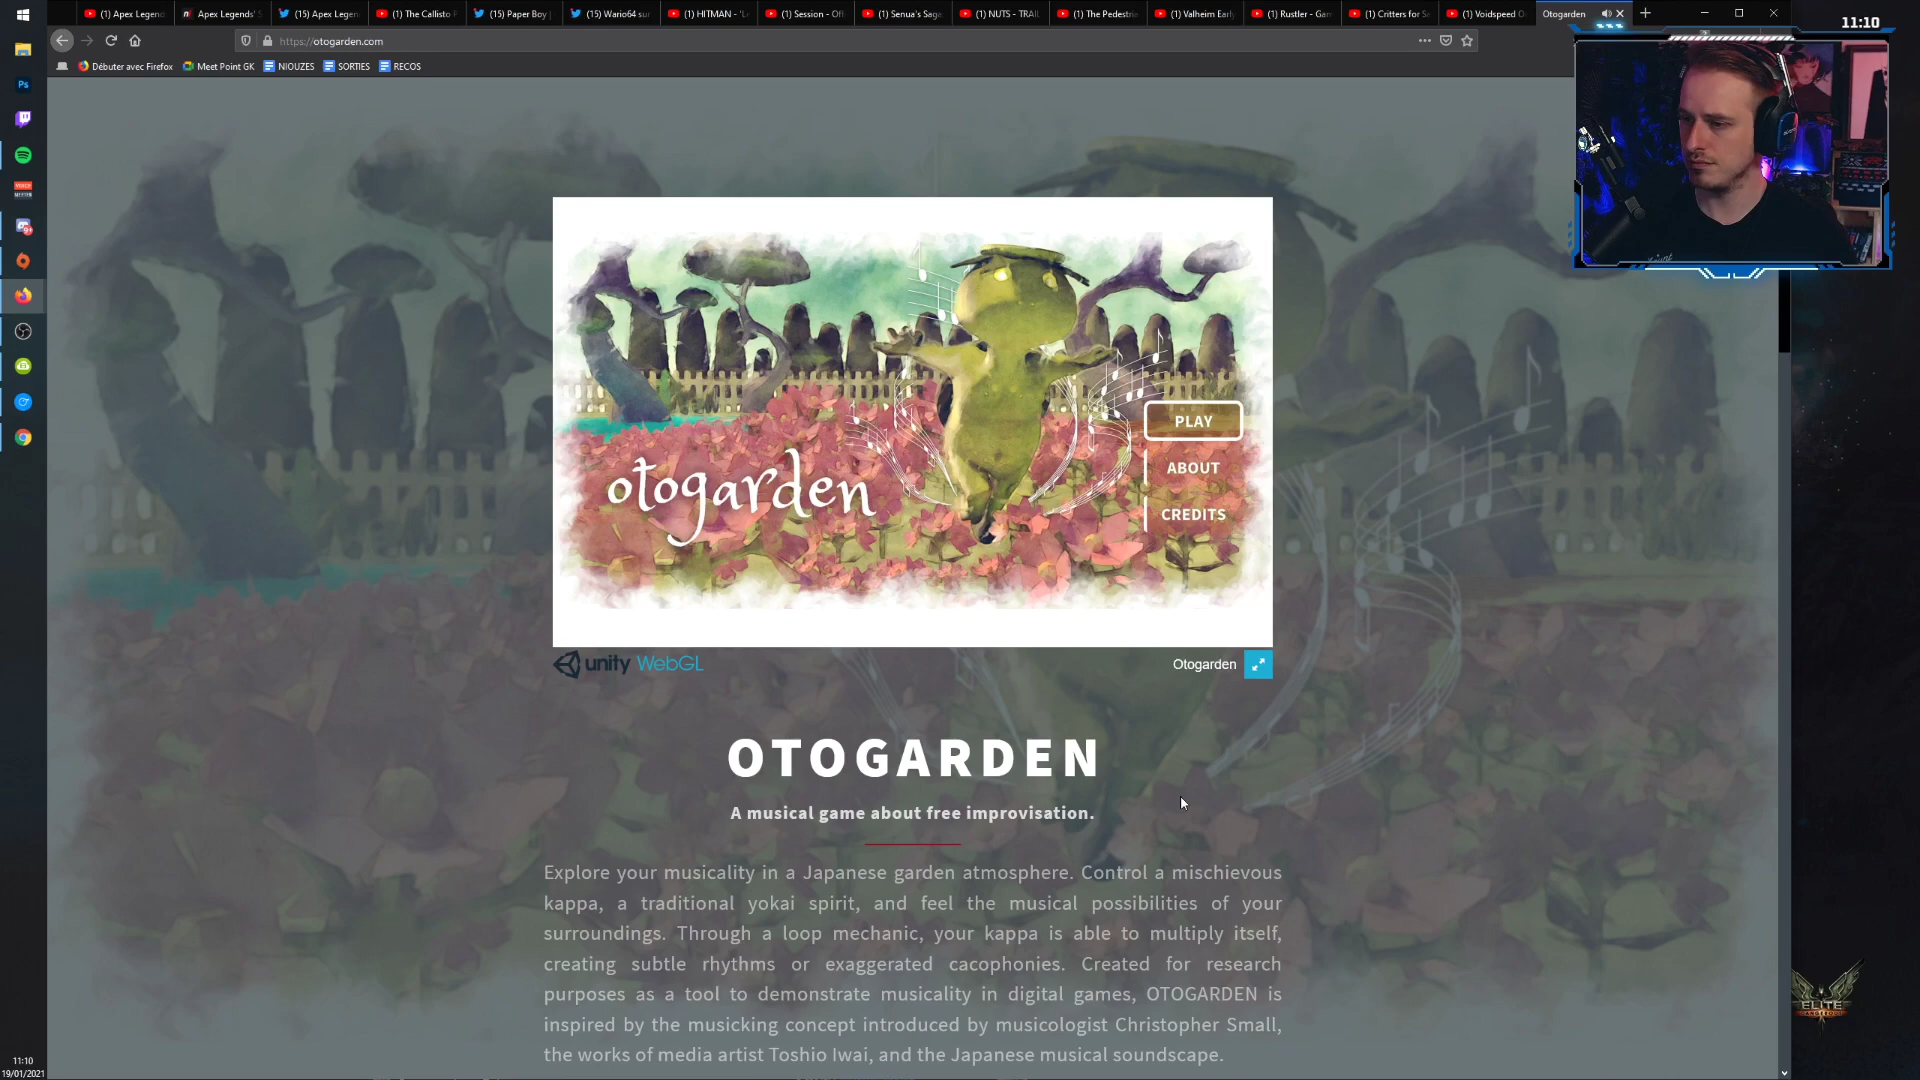 (1) Apex Legend
Apex Legends' S
(15) Apex Legen
(1) The Callisto P
(15) Paper Boy |
(15) Wario64 sur
(1) HITMAN - 'L
(1) Session - Off
(1) Senua's Saga
(1) NUTS - TRAIL
(1) The Pedestria
(1) Valheim Early
(1) Rustler - Gam
(1) Critters for Sa
(1) Voidspeed O
Otogarden
11:10
https://otogarden.com
Débuter avec Firefox
Meet Point GK
NIOUZES
SORTIES
RECOS
Ps
otogarden
PLAY
ABOUT
CREDITS
unity WebGL
Otogarden
OTOGARDEN
A musical game about free improvisation.
Explore your musicality in a Japanese garden atmosphere. Control a mischievous
kappa, a traditional yokai spirit, and feel the musical possibilities of your
surroundings. Through a loop mechanic, your kappa is able to multiply itself,
creating subtle rhythms or exaggerated cacophonies. Created for research
purposes as a tool to demonstrate musicality in digital games, OTOGARDEN is
inspired by the musicking concept introduced by musicologist Christopher Small,
the works of media artist Toshio Iwai, and the Japanese musical soundscape.
ELITE
DANGEROUS
11:10
19/01/2021